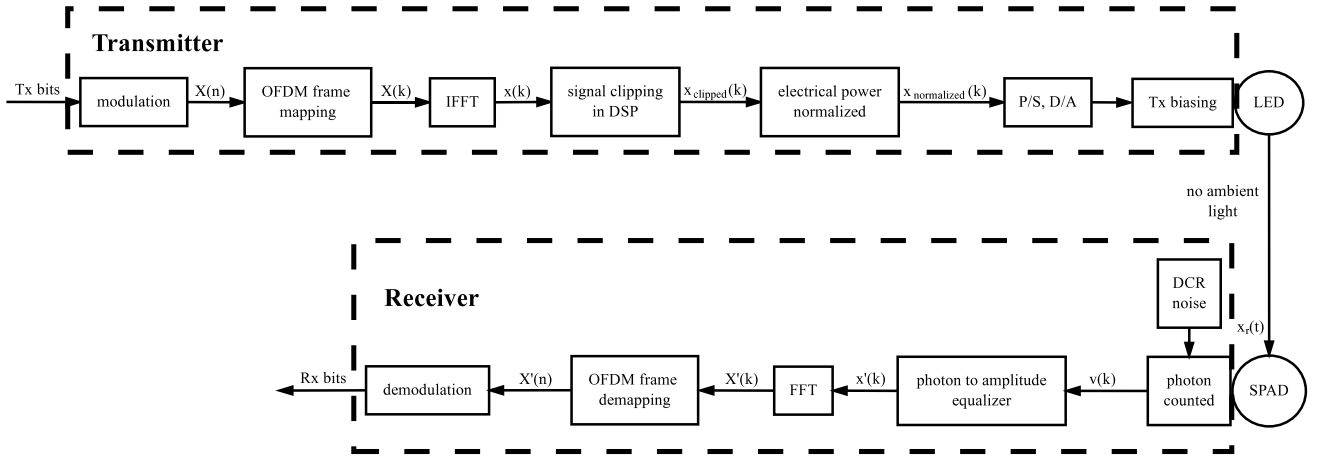 Transmitter
Tx bits
modulation
X(n)
OFDM frame
mapping
X(k)
IFFT
x(k)
signal clipping
in DSP
x clipped(k)
electrical power
normalized
x normalized(k)
P/S, D/A
Tx biasing
LED
no ambient
light
Receiver
DCR
noise
xr(t)
Rx bits
demodulation
X'(n)
OFDM frame
demapping
X'(k)
FFT
x'(k)
photon to amplitude
equalizer
v(k)
photon
counted
SPAD